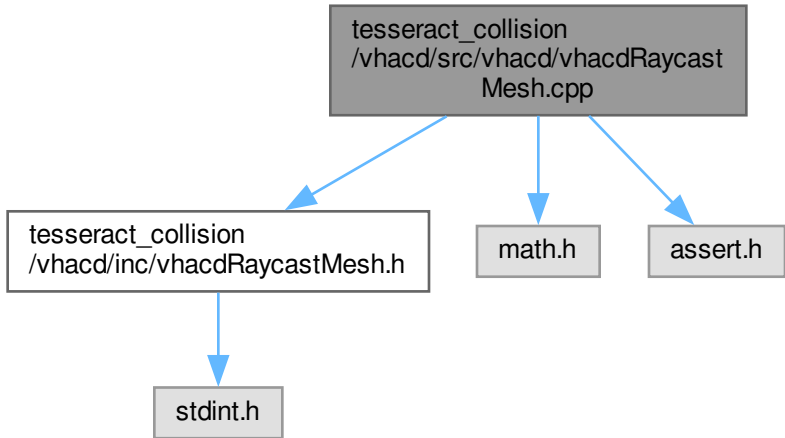 tesseract_collision
/vhacd/src/vhacd/vhacdRaycast
Mesh.cpp
tesseract_collision
/vhacd/inc/vhacdRaycastMesh.h
math.h
assert.h
stdint.h